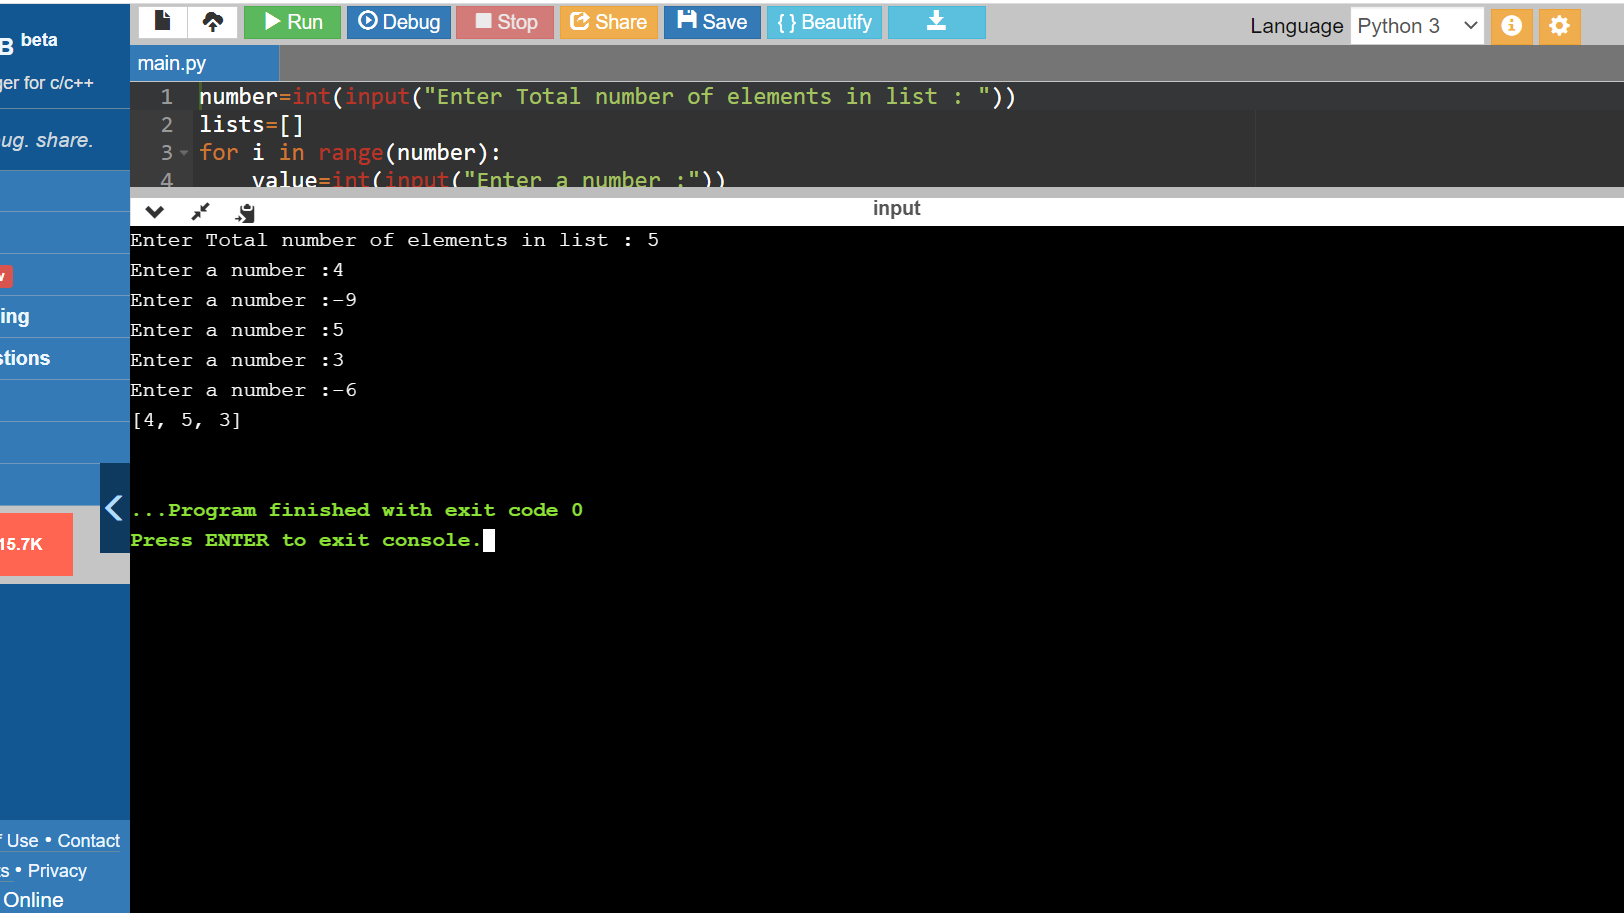 B beta
ger for c/c++
ug. share.
ing
stions
15.7K
f Use • Contact
s • Privacy
Online
Run
Debug
Stop
Share
Save
{ } Beautify
Language Python 3
main.py
1 number=int(input("Enter Total number of elements in list : "))
2 lists=[]
3 for i in range(number):
4 value=int(input("Enter a number :"))
input
Enter Total number of elements in list : 5
Enter a number :4
Enter a number :-9
Enter a number :5
Enter a number :3
Enter a number :-6
[4, 5, 3]
...Program finished with exit code 0
Press ENTER to exit console.